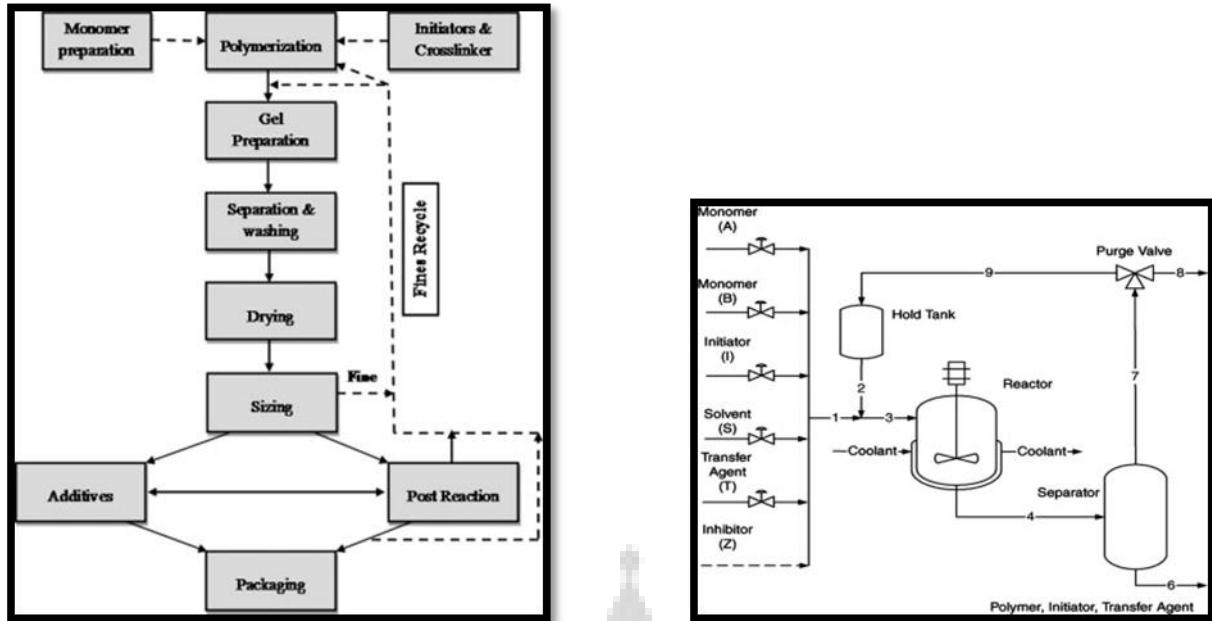 Monomer
preparation
Polymerization
Initiators &
Crosslinker
Gel
Preparation
Separation &
washing
Fines Recycle
Drying
Fine
Sizing
Additives
Post Reaction
Packaging
Monomer
(A)
Monomer
(B)
Initiator
(I)
Solvent
(S)
Transfer
Agent
(T)
Inhibitor
(Z)
Purge Valve
9
8
Hold Tank
7
2
Reactor
1
3
Coolant
Coolant
Separator
4
6
Polymer, Initiator, Transfer Agent